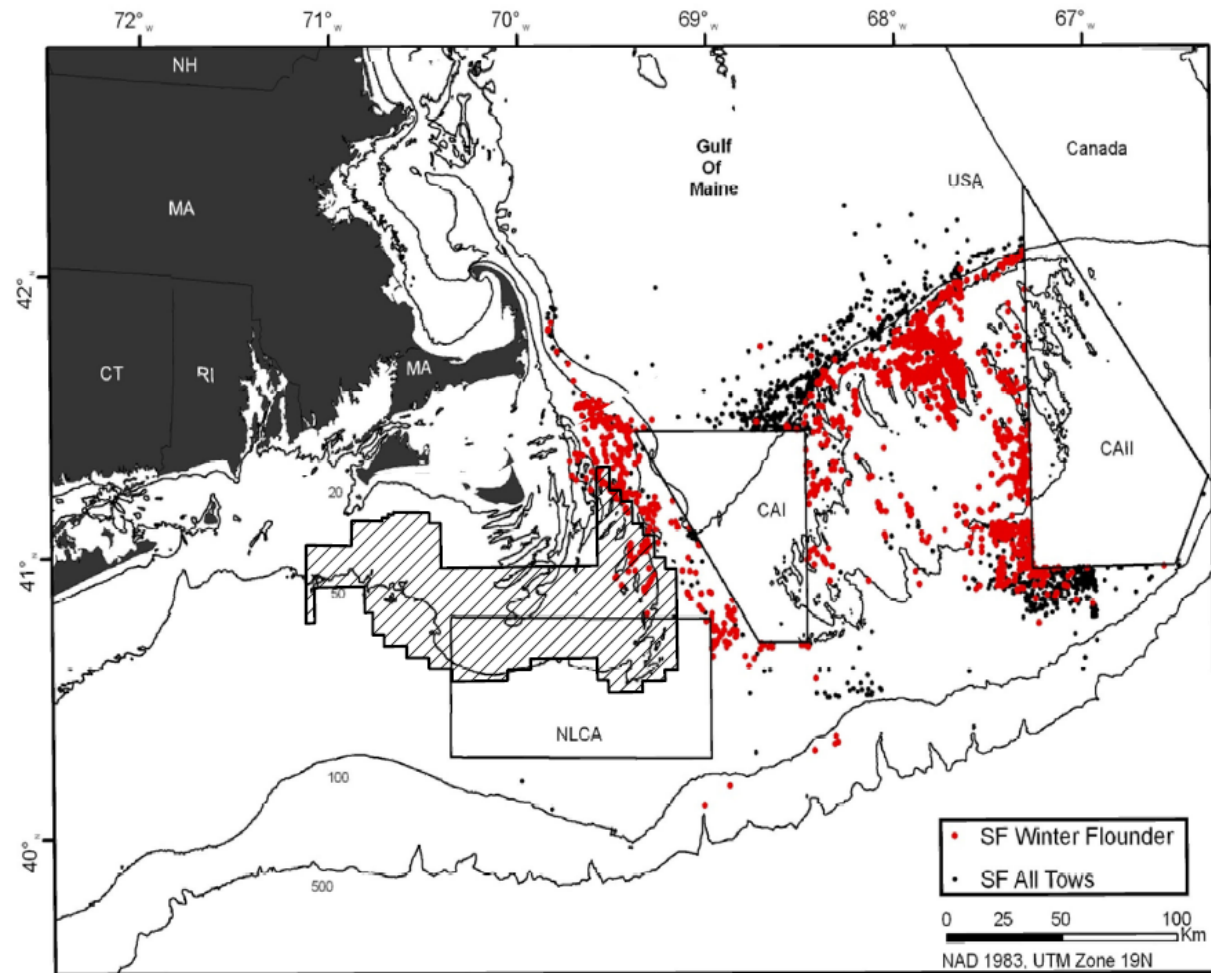 72°W
71°W
70°W
69°W
68°W
67°W
NH
Gulf
Of
Maine
Canada
USA
MA
42°N
CT
RI
MA
CAII
20
CAI
41°N
50
NLCA
100
40°N
500
SF Winter Flounder
SF All Tows
0 25 50 100
Km
NAD 1983, UTM Zone 19N